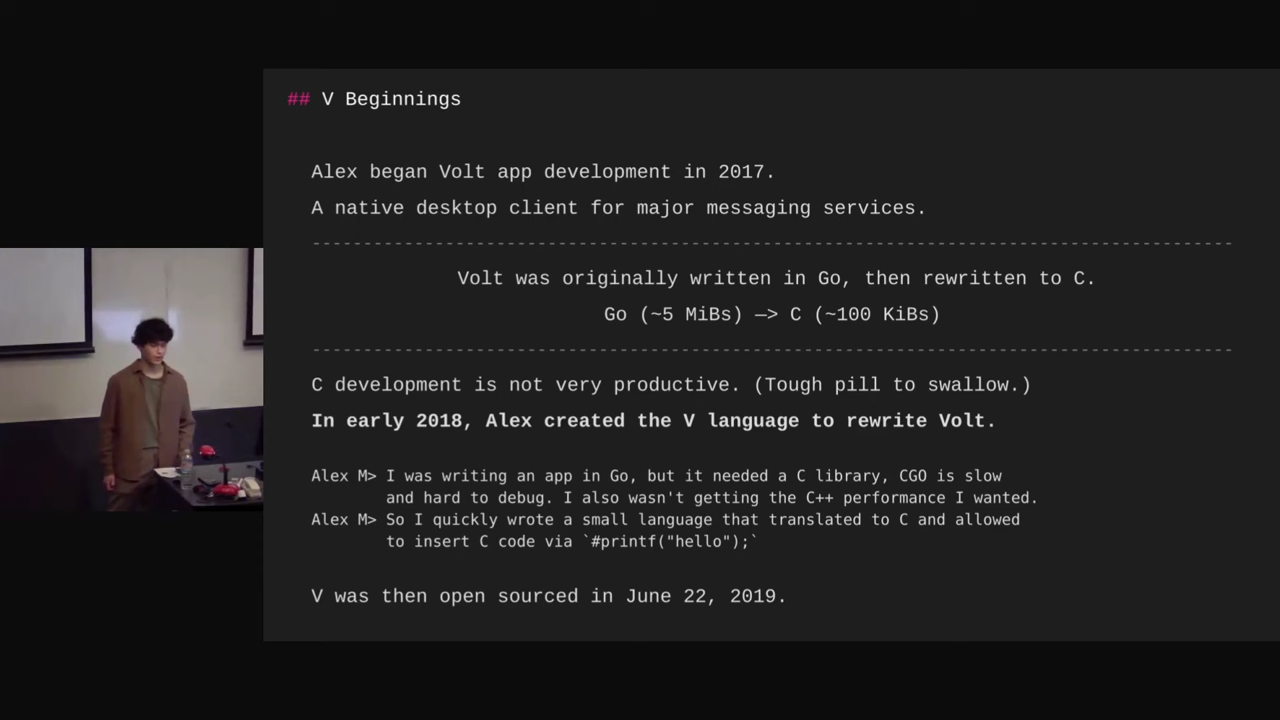 ## V Beginnings
Alex began Volt app development in 2017.
A native desktop client for major messaging services.
Volt was originally written in Go, then rewritten to C.
Go (~5 MiBs) —> C (~100 KiBs)
C development is not very productive. (Tough pill to swallow.)
In early 2018, Alex created the V language to rewrite Volt.
Alex M> I was writing an app in Go, but it needed a C library, CGO is slow
and hard to debug. I also wasn't getting the C++ performance I wanted.
Alex M> So I quickly wrote a small language that translated to C and allowed
to insert C code via `#printf("hello");`
V was then open sourced in June 22, 2019.